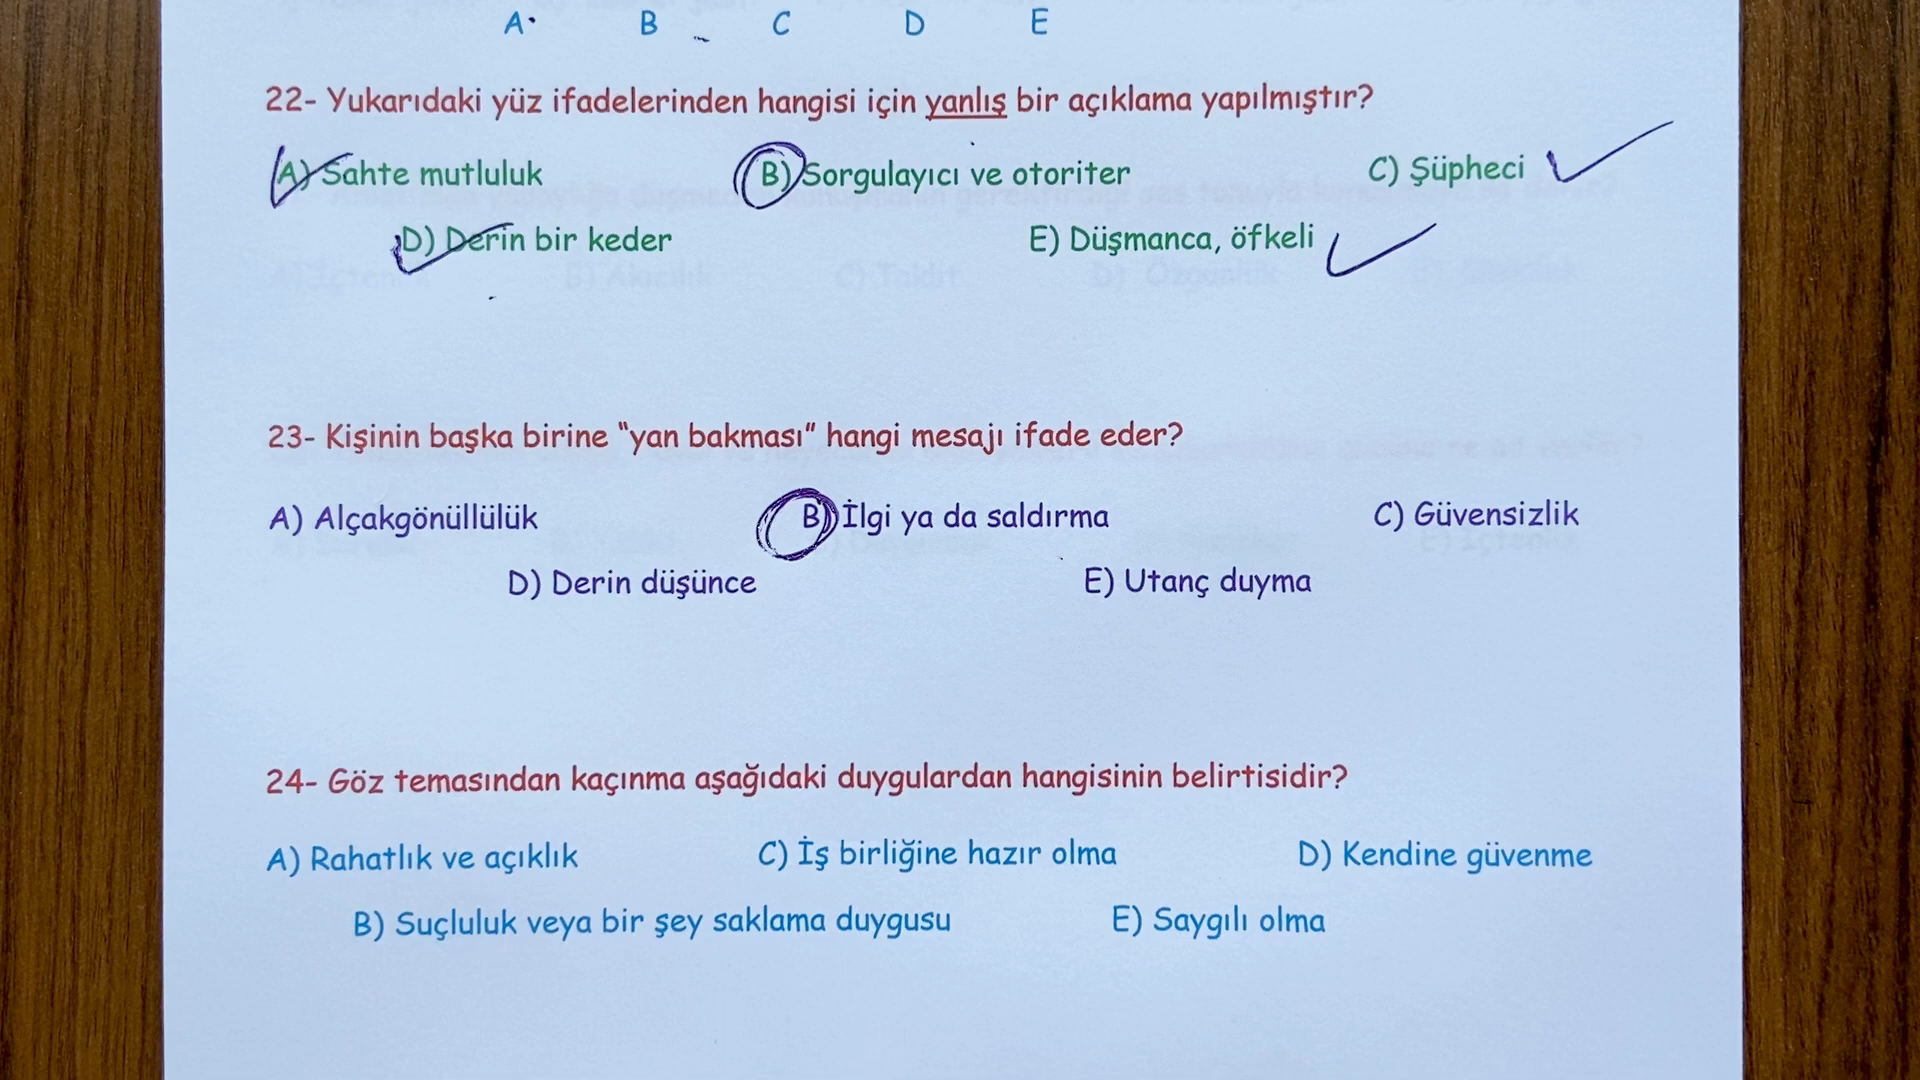 A B C D E
22- Yukarıdaki yüz ifadelerinden hangisi için yanlış bir açıklama yapılmıştır?
A) Sahte mutluluk B) Sorgulayıcı ve otoriter C) Şüpheci
D) Derin bir keder E) Düşmanca, öfkeli
23- Kişinin başka birine "yan bakması" hangi mesajı ifade eder?
A) Alçakgönüllülük B) İlgi ya da saldırma C) Güvensizlik
D) Derin düşünce E) Utanç duyma
24- Göz temasından kaçınma aşağıdaki duygulardan hangisinin belirtisidir?
A) Rahatlık ve açıklık C) İş birliğine hazır olma D) Kendine güvenme
B) Suçluluk veya bir şey saklama duygusu E) Saygılı olma